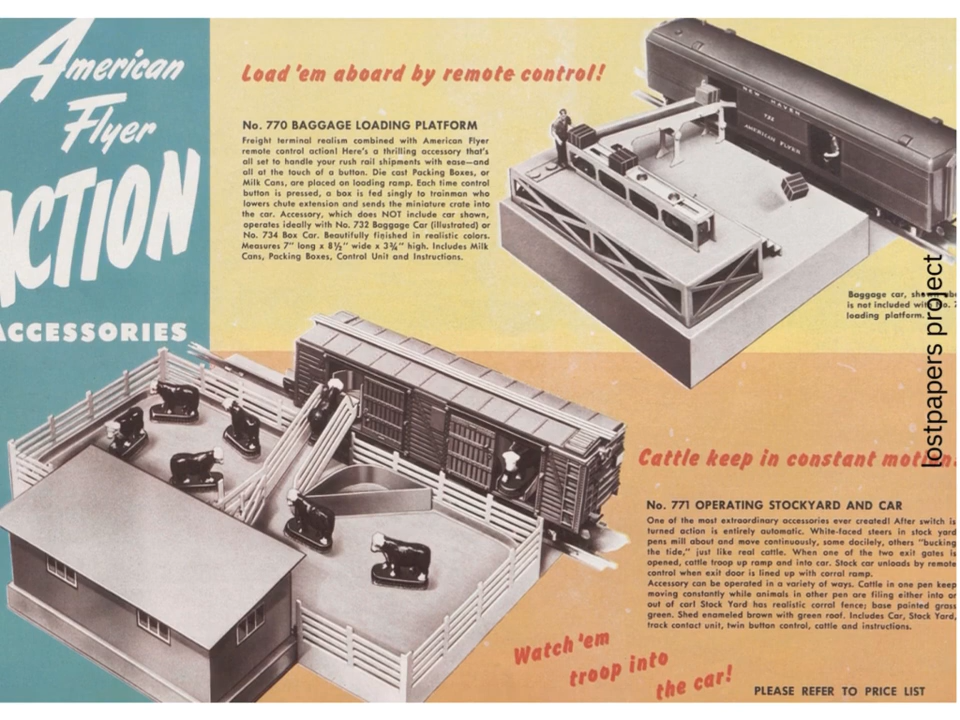 American
Flyer
ACTION
ACCESSORIES
Load 'em aboard by remote control!
No. 770 BAGGAGE LOADING PLATFORM
Freight terminal realism combined with American Flyer
remote control action! Here's a thrilling accessory that's
all set to handle your rush rail shipments with ease—and
all at the touch of a button. Die cast Packing Boxes, or
Milk Cans, are placed on loading ramp. Each time control
button is pressed, a box is fed singly to trainman who
lowers chute extension and sends the miniature crate into
the car. Accessory, which does NOT include car shown,
operates ideally with No. 732 Baggage Car (illustrated) or
No. 734 Box Car. Beautifully finished in realistic colors.
Measures 7" long x 8½" wide x 3¾" high. Includes Milk
Cans, Packing Boxes, Control Unit and Instructions.
NEW HAVEN
732
AMERICAN FLYER
Baggage car,
is not included with
loading platform.
lostpapers project
Cattle keep in constant motion
No. 771 OPERATING STOCKYARD AND CAR
One of the most extraordinary accessories ever created! After switch is
turned action is entirely automatic. White-faced steers in stock yard
pens mill about and move continuously, some docilely, others "bucking
the tide," just like real cattle. When one of the two exit gates is
opened, cattle troop up ramp and into car. Stock car unloads by remote
control when exit door is lined up with corral ramp.
Accessory can be operated in a variety of ways. Cattle in one pen keep
moving constantly while animals in other pen are filing either into or
out of car! Stock Yard has realistic corral fence; base painted grass
green. Shed enameled brown with green roof. Includes Car, Stock Yard,
track contact unit, twin button control, cattle and instructions.
Watch 'em
troop into
the car!
PLEASE REFER TO PRICE LIST